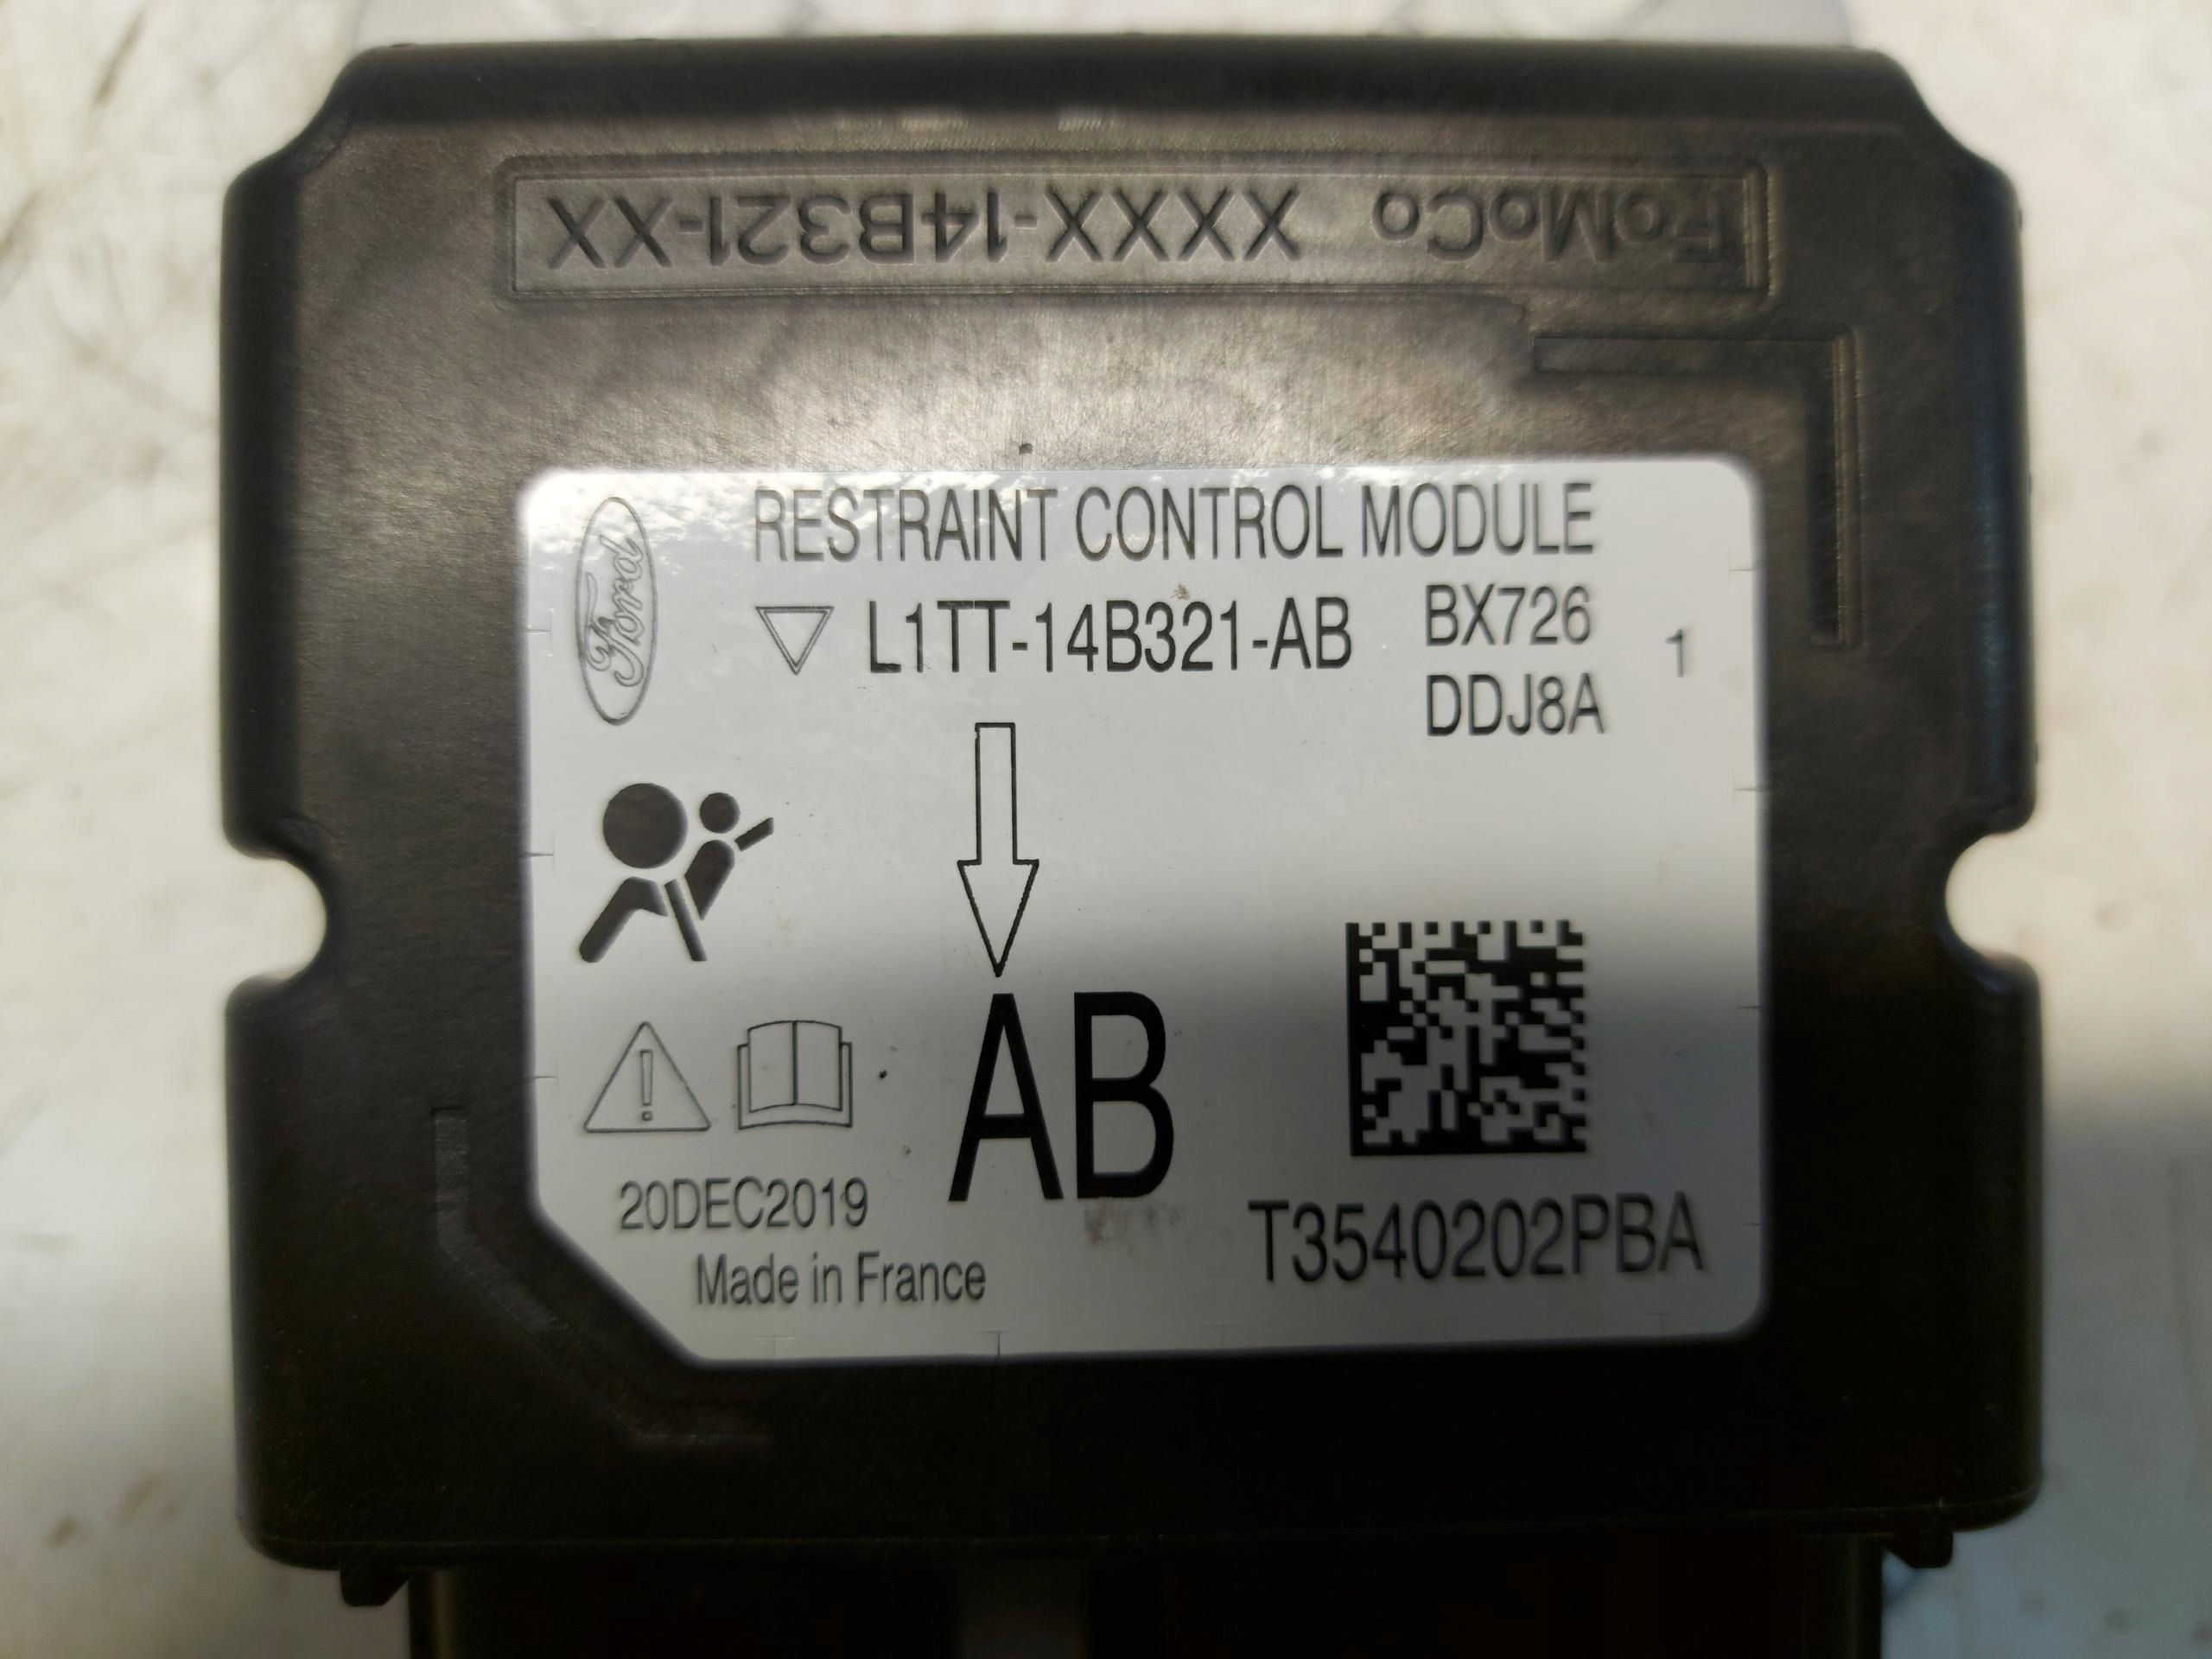 FoMoCo XXXX-14B321-XX
Ford
RESTRAINT CONTROL MODULE
L1TT-14B321-AB
BX726
DDJ8A
1
AB
20DEC2019
Made in France
T3540202PBA